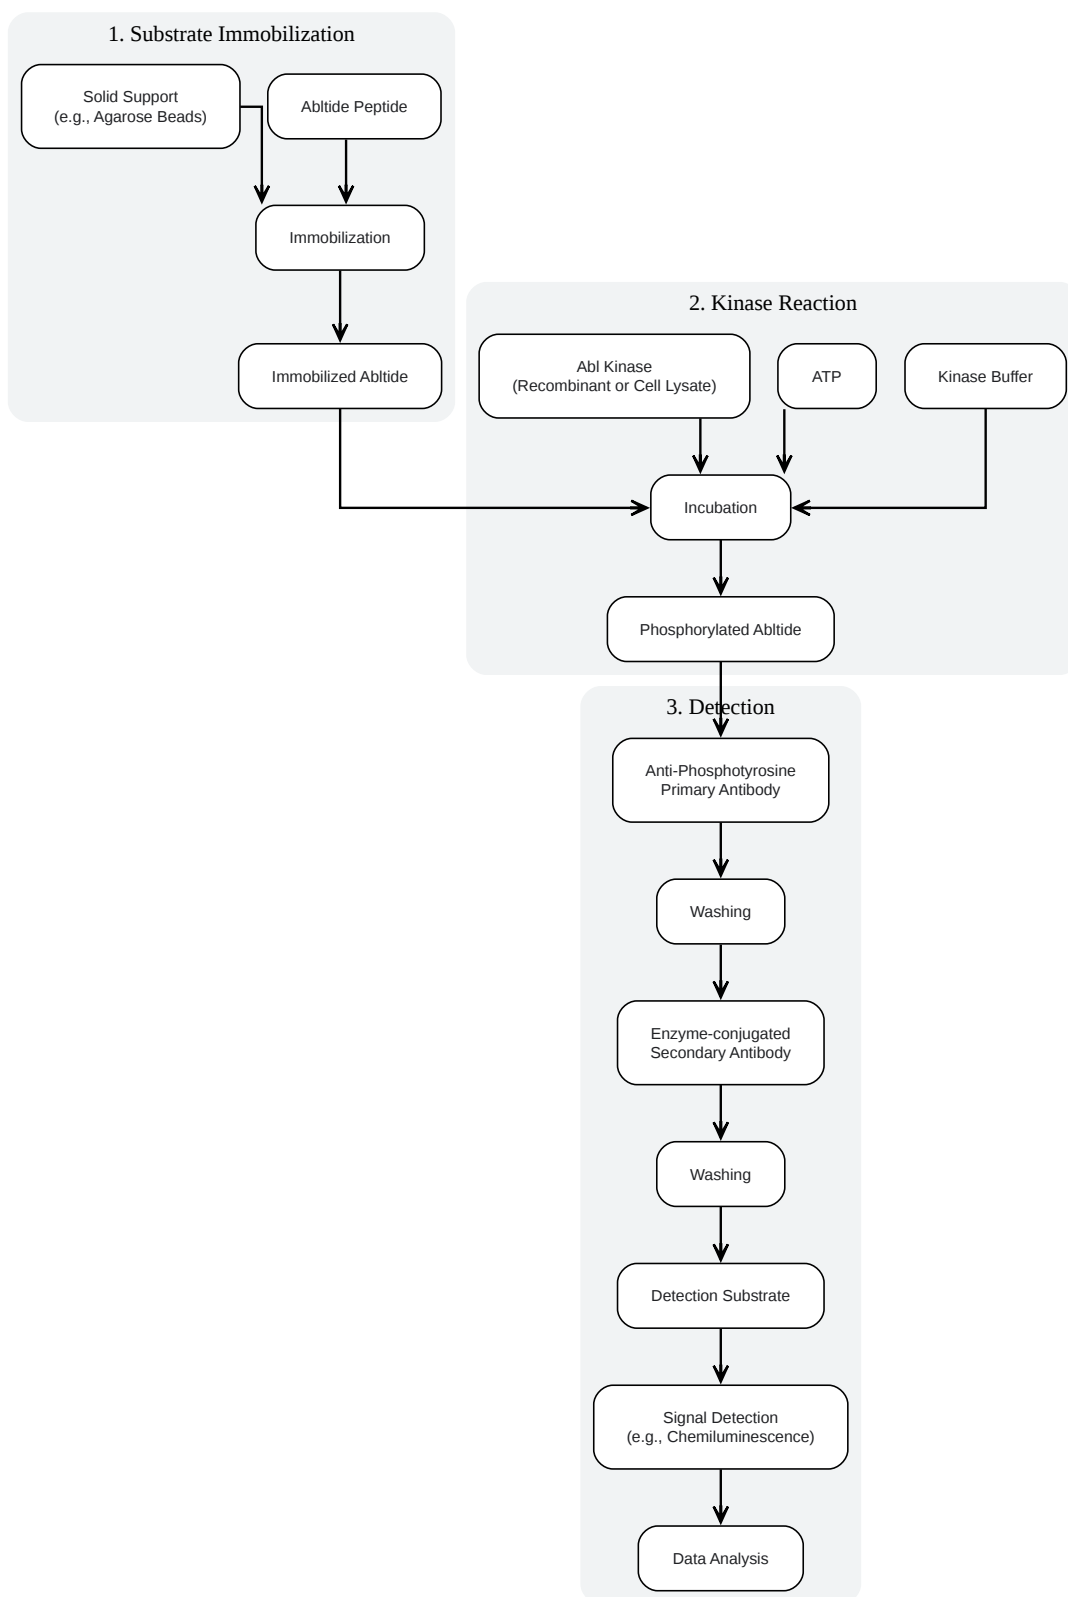 1. Substrate Immobilization
Solid Support
(e.g., Agarose Beads)
Abltide Peptide
Immobilization
Immobilized Abltide
2. Kinase Reaction
Abl Kinase
(Recombinant or Cell Lysate)
ATP
Kinase Buffer
Incubation
Phosphorylated Abltide
3. Detection
Anti-Phosphotyrosine
Primary Antibody
Washing
Enzyme-conjugated
Secondary Antibody
Washing
Detection Substrate
Signal Detection
(e.g., Chemiluminescence)
Data Analysis